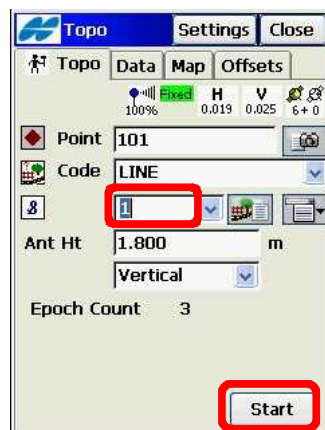 Topo Settings Close
Topo Data Map Offsets
Fixed H V
100% 0.019 0.025 6+0
Point 101
Code LINE
8 1
Ant Ht 1.800 m
Vertical
Epoch Count 3
Start